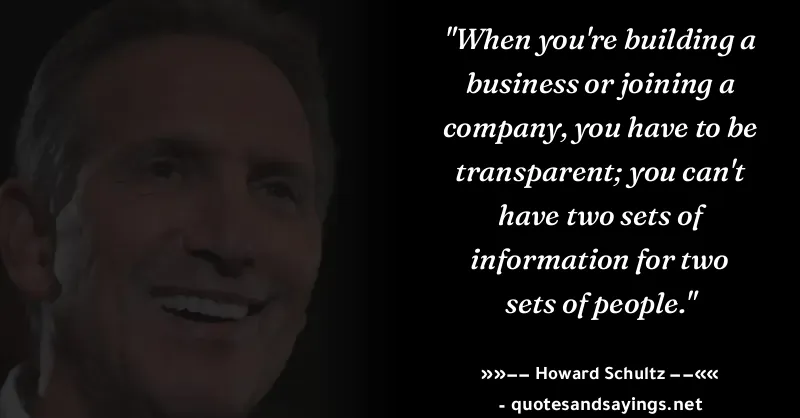 "When you're building a
business or joining a
company, you have to be
transparent; you can't
have two sets of
information for two
sets of people."
»»–– Howard Schultz ––««
- quotesandsayings.net